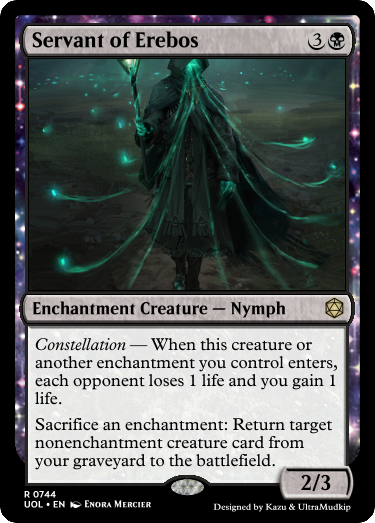 Servant of Erebos 3
Enchantment Creature — Nymph
Constellation — When this creature or
another enchantment you control enters,
each opponent loses 1 life and you gain 1
life.
Sacrifice an enchantment: Return target
nonenchantment creature card from
your graveyard to the battlefield.
2/3
R 0744
UOL • EN Enora Mercier
Designed by Kazu & UltraMudkip